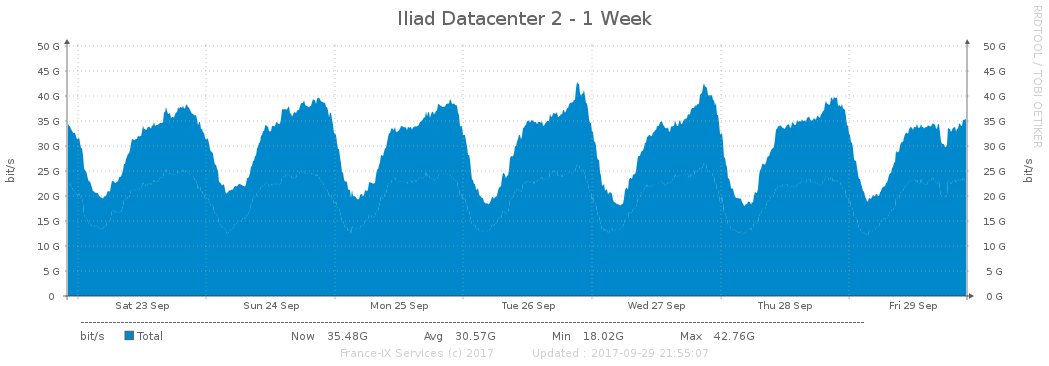 Iliad Datacenter 2 - 1 Week
RRDTOOL / TOBI OETIKER
bit/s
50 G 50 G
45 G 45 G
40 G 40 G
35 G 35 G
30 G 30 G
25 G 25 G
20 G 20 G
15 G 15 G
10 G 10 G
5 G 5 G
0 0 G
bit/s
Sat 23 Sep Sun 24 Sep Mon 25 Sep Tue 26 Sep Wed 27 Sep Thu 28 Sep Fri 29 Sep
bit/s Total Now 35.48G Avg 30.57G Min 18.02G Max 42.76G
France-IX Services (c) 2017 Updated : 2017-09-29 21:55:07